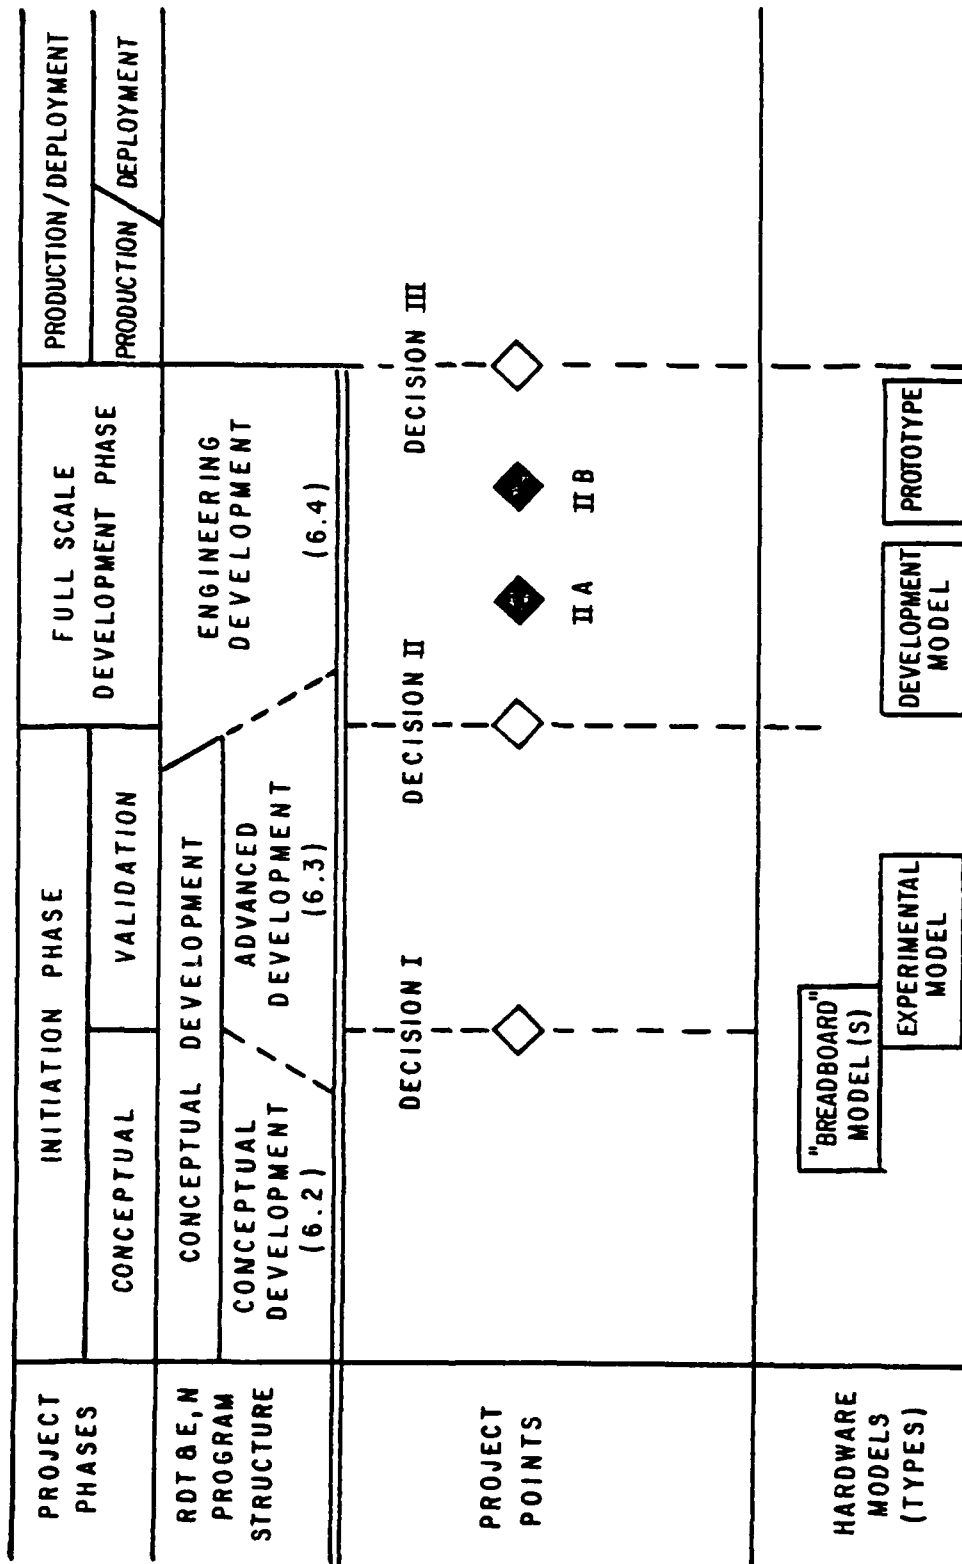 PROJECT
PHASES
INITIATION PHASE
CONCEPTUAL
VALIDATION
FULL SCALE
DEVELOPMENT PHASE
PRODUCTION/DEPLOYMENT
PRODUCTION
DEPLOYMENT
RDT&E,N
PROGRAM
STRUCTURE
CONCEPTUAL DEVELOPMENT
CONCEPTUAL
DEVELOPMENT
(6.2)
ADVANCED
DEVELOPMENT
(6.3)
ENGINEERING
DEVELOPMENT
(6.4)
PROJECT
POINTS
DECISION I
DECISION II
DECISION III
II A
II B
HARDWARE
MODELS
(TYPES)
"BREADBOARD"
MODEL(S)
EXPERIMENTAL
MODEL
DEVELOPMENT
MODEL
PROTOTYPE